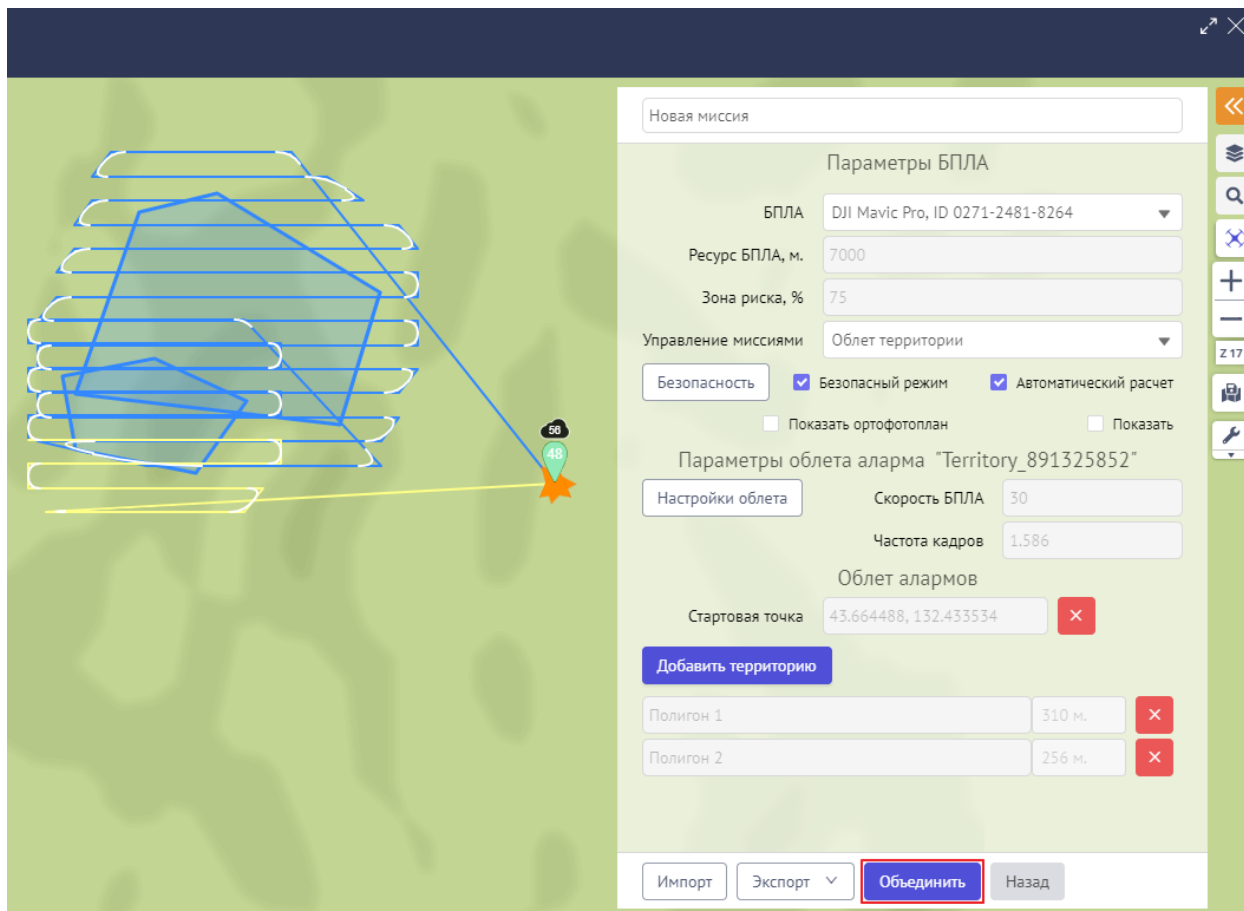 Новая миссия
Параметры БПЛА
БПЛА DJI Mavic Pro, ID 0271-2481-8264
Ресурс БПЛА, м. 7000
Зона риска, % 75
Управление миссиями Облет территории
Безопасность Безопасный режим Автоматический расчет
Показать ортофотоплан Показать
Параметры облета аларма "Territory_891325852"
Настройки облета Скорость БПЛА 30
Частота кадров 1.586
Облет алармов
Стартовая точка 43.664488, 132.433534
Добавить территорию
Полигон 1 310 м.
Полигон 2 256 м.
Импорт Экспорт Объединить Назад
Z 17
56
48